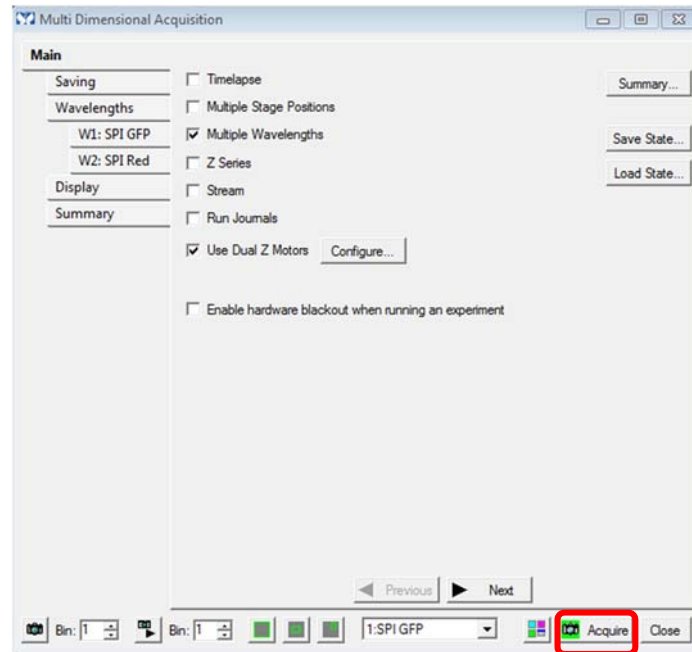 Multi Dimensional Acquisition
Main
Saving
Wavelengths
W1: SPI GFP
W2: SPI Red
Display
Summary
Timelapse
Multiple Stage Positions
Multiple Wavelengths
Z Series
Stream
Run Journals
Use Dual Z Motors Configure...
Enable hardware blackout when running an experiment
Summary...
Save State...
Load State...
Previous Next
Bin: 1 Bin: 1 1:SPI GFP Acquire Close